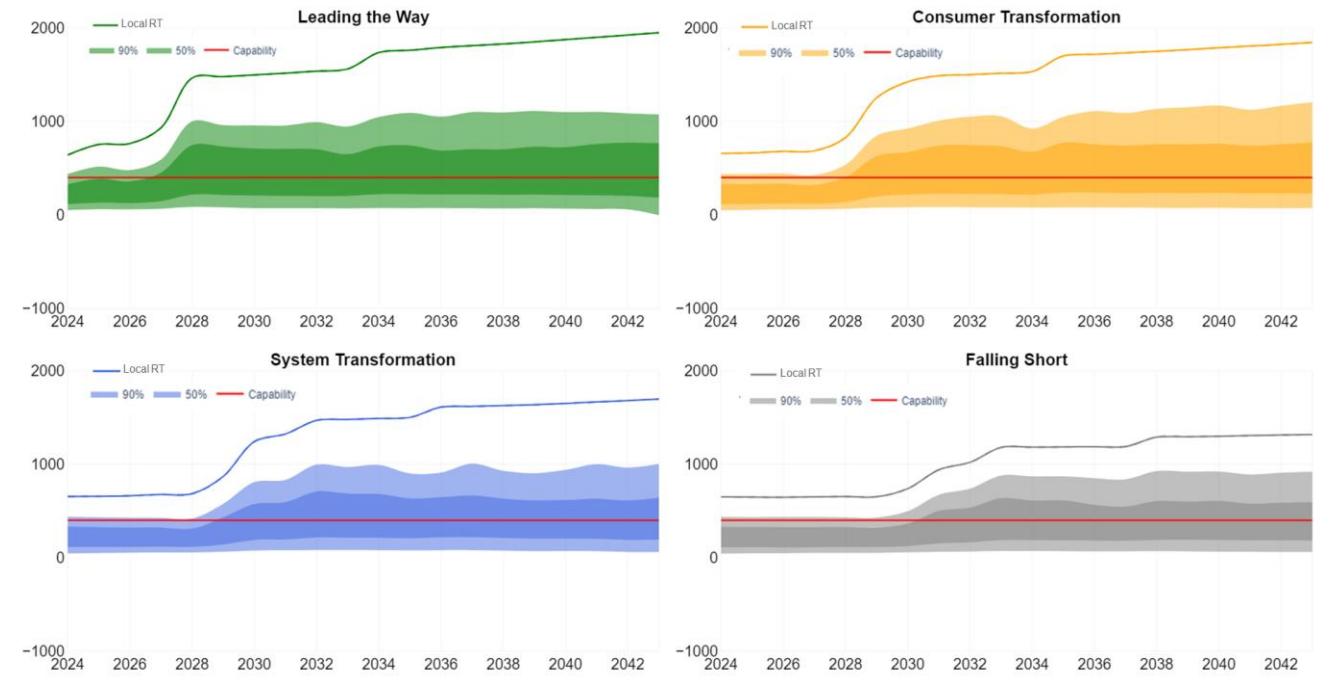 Leading the Way
2000
Local RT
90% 50% Capability
1000
0
−1000
2024 2026 2028 2030 2032 2034 2036 2038 2040 2042
Consumer Transformation
2000
Local RT
90% 50% Capability
1000
0
−1000
2024 2026 2028 2030 2032 2034 2036 2038 2040 2042
System Transformation
2000
Local RT
90% 50% Capability
1000
0
−1000
2024 2026 2028 2030 2032 2034 2036 2038 2040 2042
Falling Short
2000
Local RT
90% 50% Capability
1000
0
−1000
2024 2026 2028 2030 2032 2034 2036 2038 2040 2042